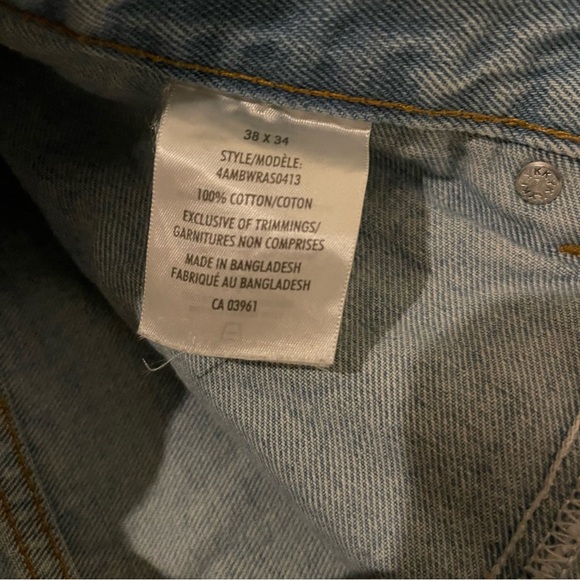 38 X 34
STYLE/MODÈLE:
4AMBWRAS0413
100% COTTON/COTON
EXCLUSIVE OF TRIMMINGS/
GARNITURES NON COMPRISES
MADE IN BANGLADESH
FABRIQUÉ AU BANGLADESH
CA 03961